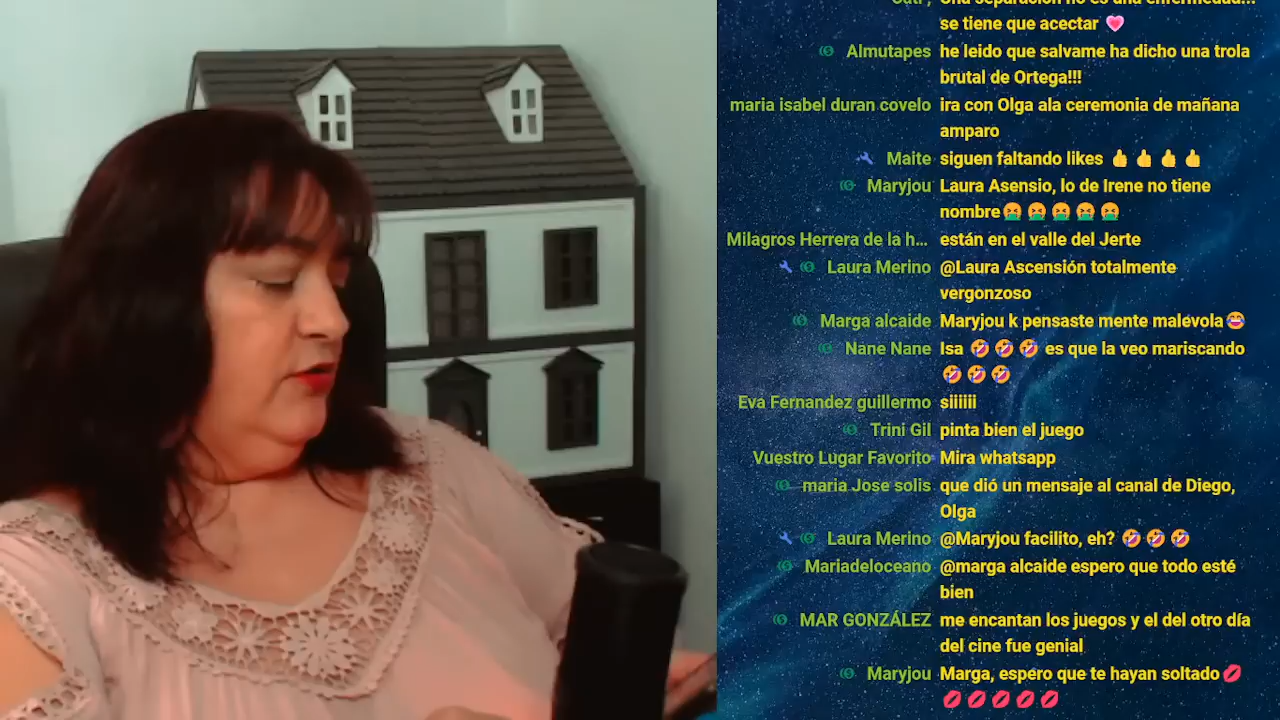 se tiene que acectar
Almutapes he leido que salvame ha dicho una trola
brutal de Ortega!!!
maria isabel duran covelo ira con Olga ala ceremonia de mañana
amparo
Maite siguen faltando likes 👍 👍 👍 👍
Maryjou Laura Asensio, lo de Irene no tiene
nombre🤮 🤮 🤮 🤮 🤮
Milagros Herrera de la h... están en el valle del Jerte
Laura Merino @Laura Ascensión totalmente
vergonzoso
Marga alcaide Maryjou k pensaste mente malévola😂
Nane Nane Isa 🤣 🤣 🤣 es que la veo mariscando
🤣 🤣 🤣
Eva Fernandez guillermo siiiiii
Trini Gil pinta bien el juego
Vuestro Lugar Favorito Mira whatsapp
maria Jose solis que dió un mensaje al canal de Diego,
Olga
Laura Merino @Maryjou facilito, eh? 🤣 🤣 🤣
Mariadeloceano @marga alcaide espero que todo esté
bien
MAR GONZÁLEZ me encantan los juegos y el del otro día
del cine fue genial
Maryjou Marga, espero que te hayan soltado💋
💋 💋 💋 💋 💋